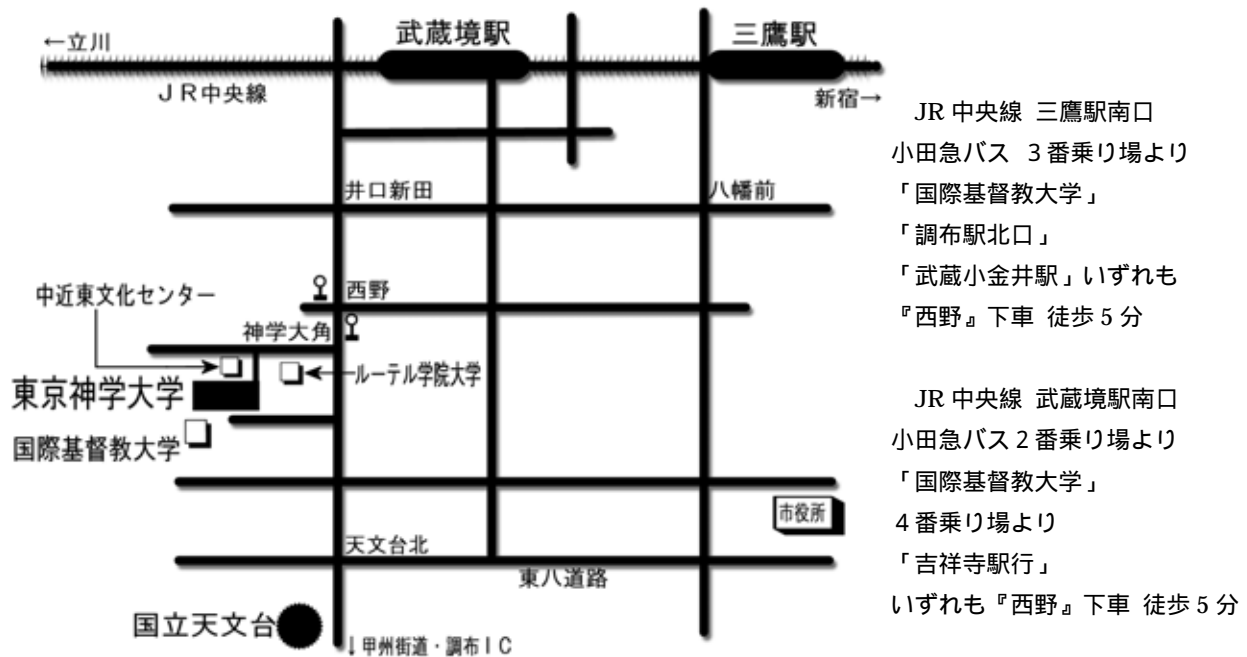 武蔵境駅
三鷹駅
←立川
JR中央線
新宿→
井口新田
八幡前
西野
中近東文化センター
神学大角
ルーテル学院大学
東京神学大学
国際基督教大学
市役所
天文台北
東八道路
国立天文台
↓甲州街道・調布IC
JR中央線 三鷹駅南口
小田急バス 3番乗り場より
「国際基督教大学」
「調布駅北口」
「武蔵小金井駅」いずれも
『西野』下車 徒歩5分
JR中央線 武蔵境駅南口
小田急バス2番乗り場より
「国際基督教大学」
4番乗り場より
「吉祥寺駅行」
いずれも『西野』下車 徒歩5分